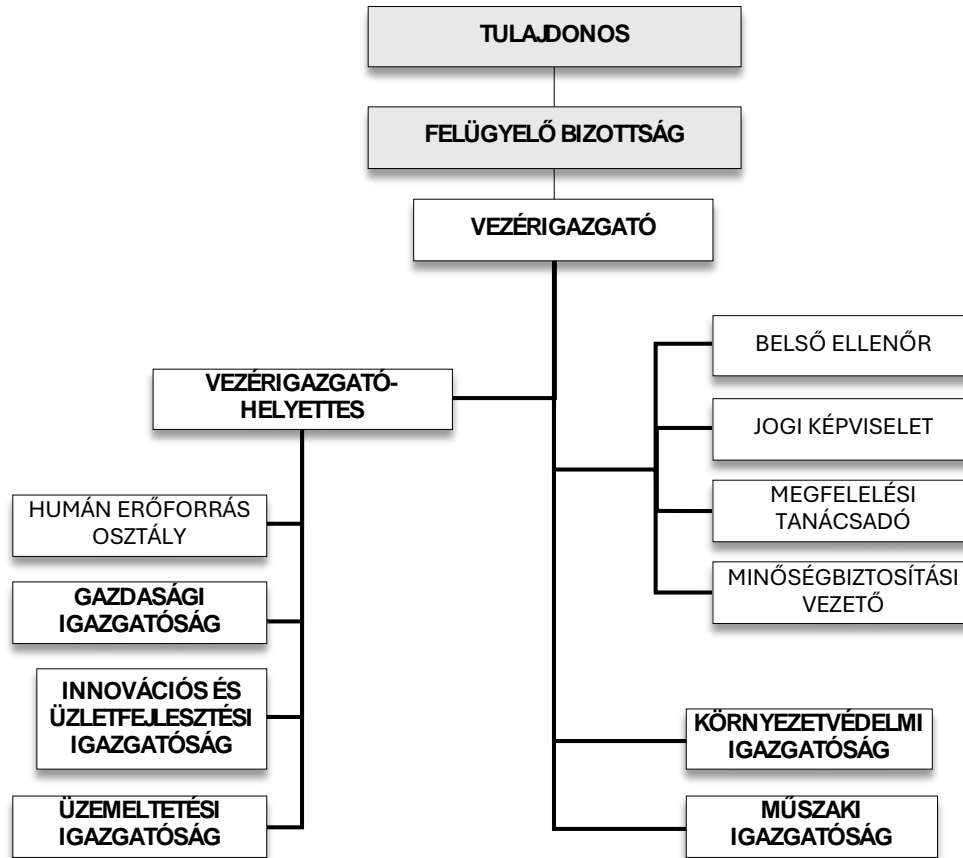 TULAJDONOS
FELÜGYELŐ BIZOTTSÁG
VEZÉRIGAZGATÓ
BELSŐ ELLENŐR
VEZÉRIGAZGATÓ-
HELYETTES
JOGI KÉPVISELET
MEGFELELÉSI
TANÁCSADÓ
HUMÁN ERŐFORRÁS
OSZTÁLY
MINŐSÉGBIZTOSÍTÁSI
VEZETŐ
GAZDASÁGI
IGAZGATÓSÁG
INNOVÁCIÓS ÉS
ÜZLETFEJLESZTÉSI
IGAZGATÓSÁG
KÖRNYEZETVÉDELMI
IGAZGATÓSÁG
ÜZEMELTETÉSI
IGAZGATÓSÁG
MŰSZAKI
IGAZGATÓSÁG